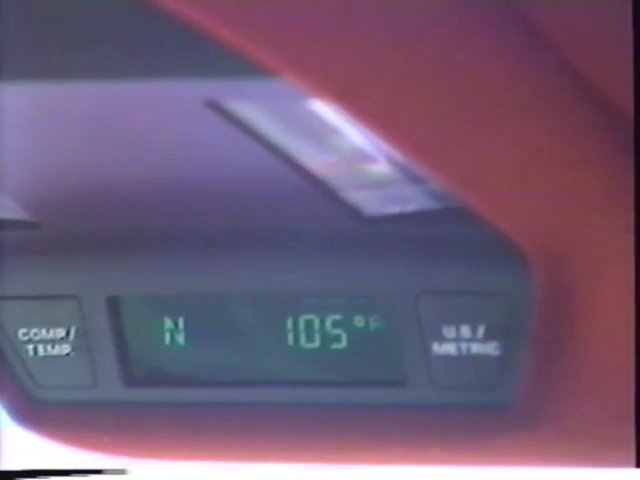 COMP/
TEMP.
N 105°F
U.S./
METRIC